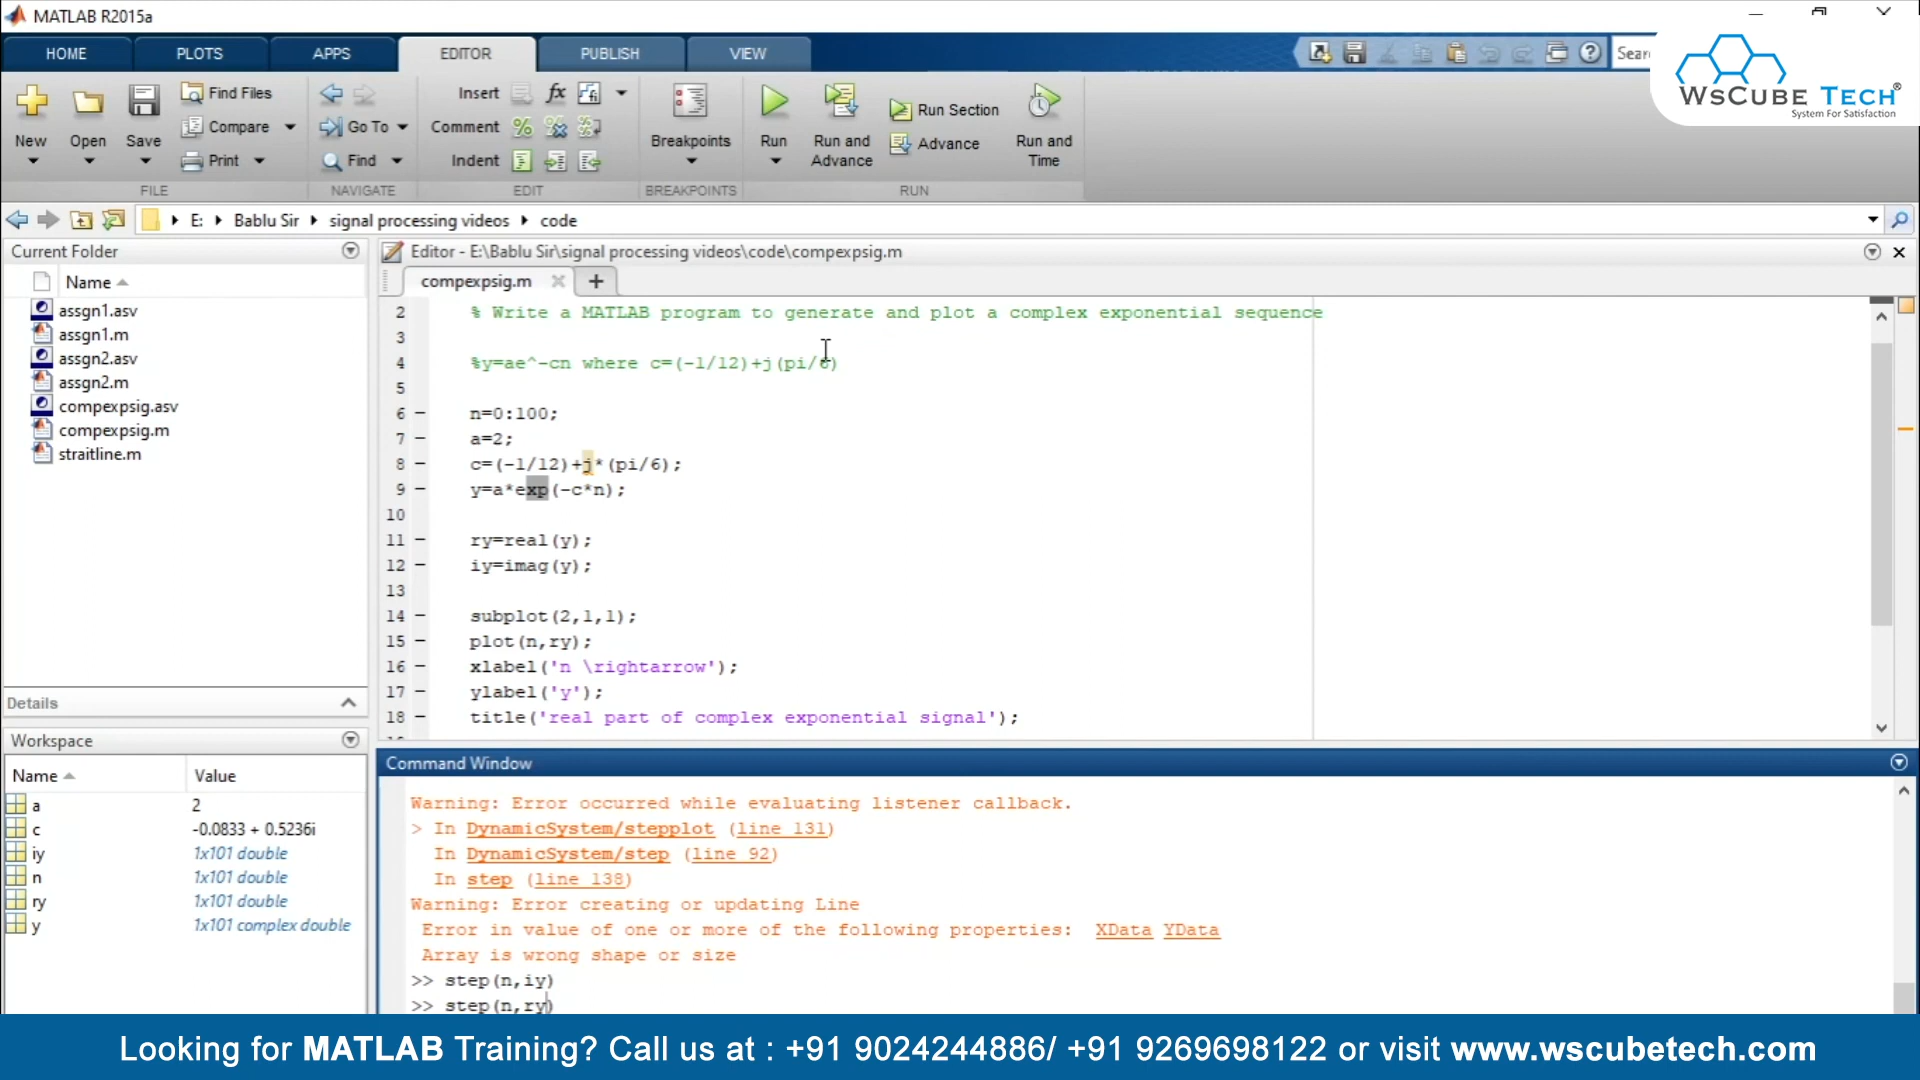 MATLAB R2015a
HOME
PLOTS
APPS
EDITOR
PUBLISH
VIEW
WsCube Tech®
System For Satisfaction
New
Open
Save
Find Files
Compare
Print
Go To
Find
Insert
Comment
Indent
Breakpoints
Run
Run and Advance
Run Section
Advance
Run and Time
FILE
NAVIGATE
EDIT
BREAKPOINTS
RUN
E:
Bablu Sir
signal processing videos
code
Current Folder
Name
assgn1.asv
assgn1.m
assgn2.asv
assgn2.m
compexpsig.asv
compexpsig.m
straitline.m
Details
Workspace
Name Value
a 2
c -0.0833 + 0.5236i
iy 1x101 double
n 1x101 double
ry 1x101 double
y 1x101 complex double
Editor - E:\Bablu Sir\signal processing videos\code\compexpsig.m
compexpsig.m
2 % Write a MATLAB program to generate and plot a complex exponential sequence
3
4 %y=ae^-cn where c=(-1/12)+j(pi/6)
5
6 n=0:100;
7 a=2;
8 c=(-1/12)+j*(pi/6);
9 y=a*exp(-c*n);
10
11 ry=real(y);
12 iy=imag(y);
13
14 subplot(2,1,1);
15 plot(n,ry);
16 xlabel('n \rightarrow');
17 ylabel('y');
18 title('real part of complex exponential signal');
Command Window
Warning: Error occurred while evaluating listener callback.
> In DynamicSystem/stepplot (line 131)
In DynamicSystem/step (line 92)
In step (line 138)
Warning: Error creating or updating Line
Error in value of one or more of the following properties: XData YData
Array is wrong shape or size
>> step(n,iy)
>> step(n,ry)
Looking for MATLAB Training? Call us at : +91 9024244886/ +91 9269698122 or visit www.wscubetech.com